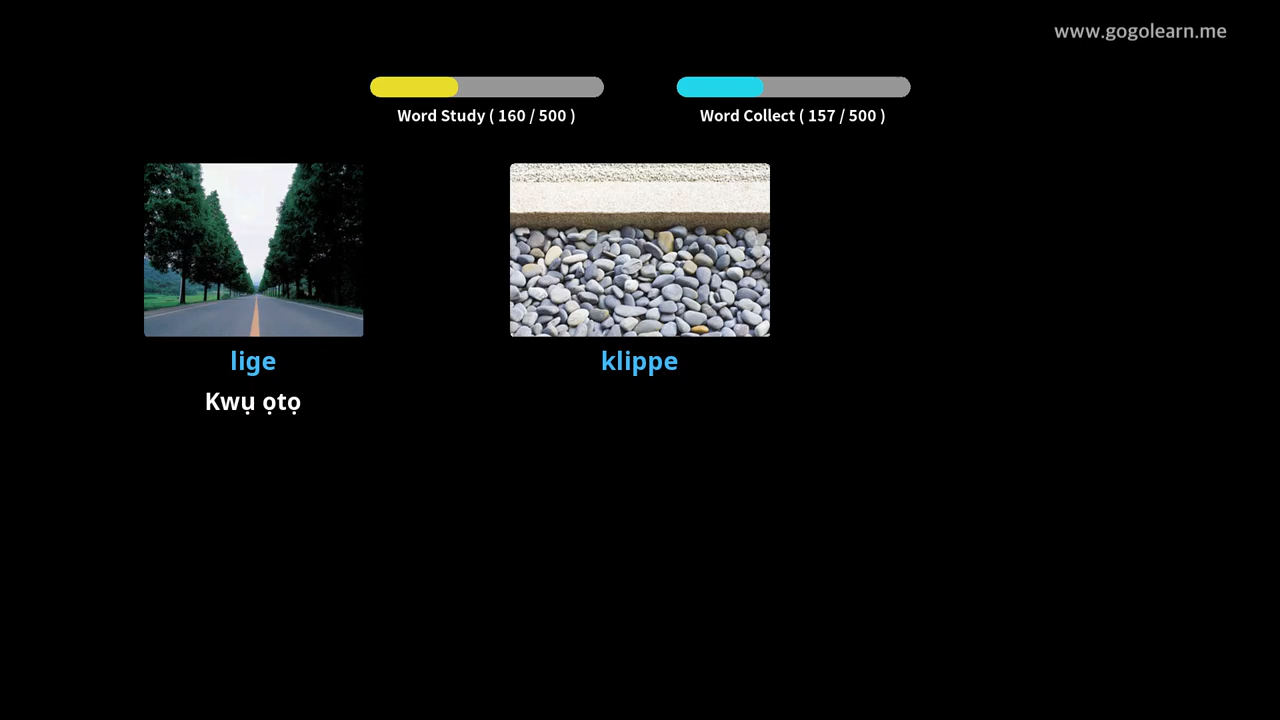 www.gogolearn.me
Word Study ( 160 / 500 )
Word Collect ( 157 / 500 )
lige
Kwụ ọtọ
klippe